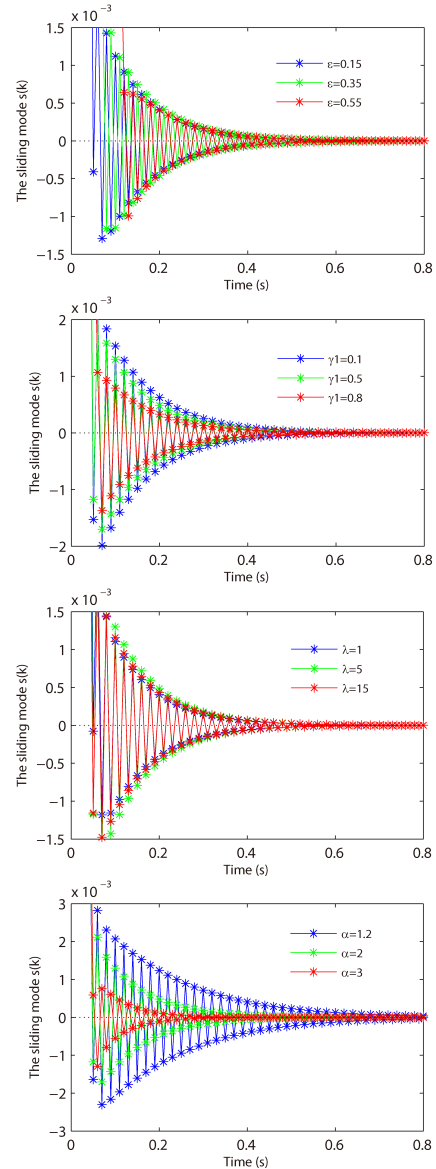 × 10⁻³
1.5
1
0.5
0
−0.5
−1
−1.5
The sliding mode s(k)
ε=0.15
ε=0.35
ε=0.55
0 0.2 0.4 0.6 0.8
Time (s)
× 10⁻³
2
1
0
−1
−2
The sliding mode s(k)
γ1=0.1
γ1=0.5
γ1=0.8
0 0.2 0.4 0.6 0.8
Time (s)
× 10⁻³
1.5
1
0.5
0
−0.5
−1
−1.5
The sliding mode s(k)
λ=1
λ=5
λ=15
0 0.2 0.4 0.6 0.8
Time (s)
× 10⁻³
3
2
1
0
−1
−2
−3
The sliding mode s(k)
α=1.2
α=2
α=3
0 0.2 0.4 0.6 0.8
Time (s)